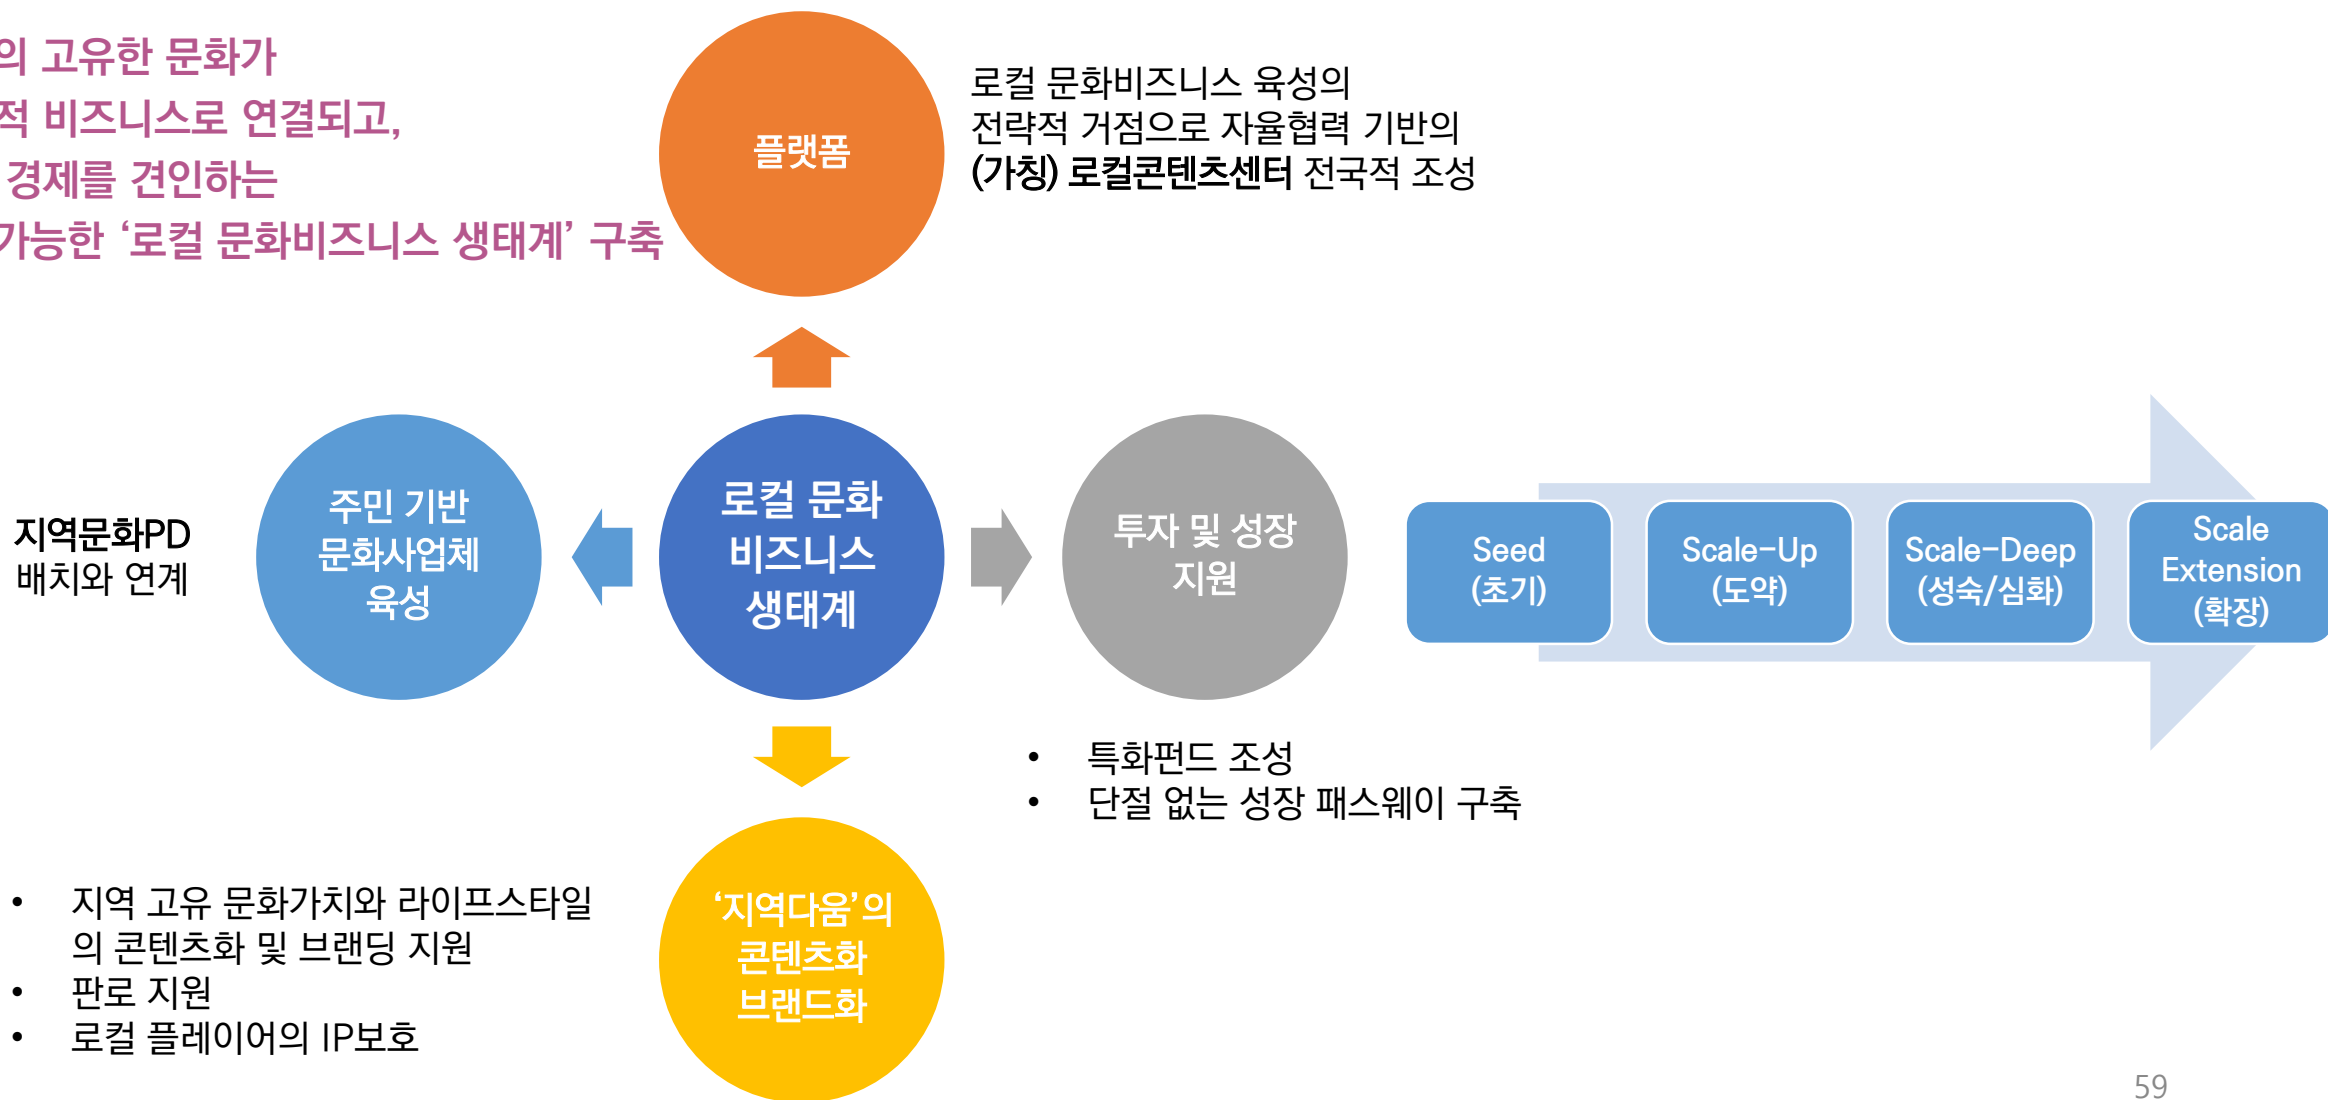 의 고유한 문화가
적 비즈니스로 연결되고,
경제를 견인하는
가능한 ‘로컬 문화비즈니스 생태계’ 구축
플랫폼
로컬 문화비즈니스 육성의
전략적 거점으로 자율협력 기반의
(가칭) 로컬콘텐츠센터 전국적 조성
지역문화PD
배치와 연계
주민 기반
문화사업체
육성
로컬 문화
비즈니스
생태계
투자 및 성장
지원
Seed
(초기)
Scale-Up
(도약)
Scale-Deep
(성숙/심화)
Scale
Extension
(확장)
• 특화펀드 조성
• 단절 없는 성장 패스웨이 구축
‘지역다움’의
콘텐츠화
브랜드화
• 지역 고유 문화가치와 라이프스타일
의 콘텐츠화 및 브랜딩 지원
• 판로 지원
• 로컬 플레이어의 IP보호
59